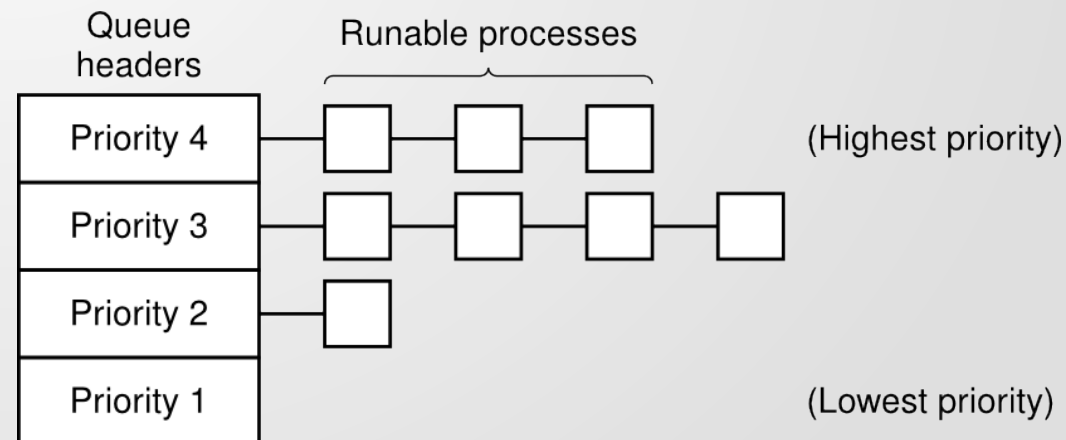 Queue
headers
Runable processes
Priority 4
(Highest priority)
Priority 3
Priority 2
Priority 1
(Lowest priority)